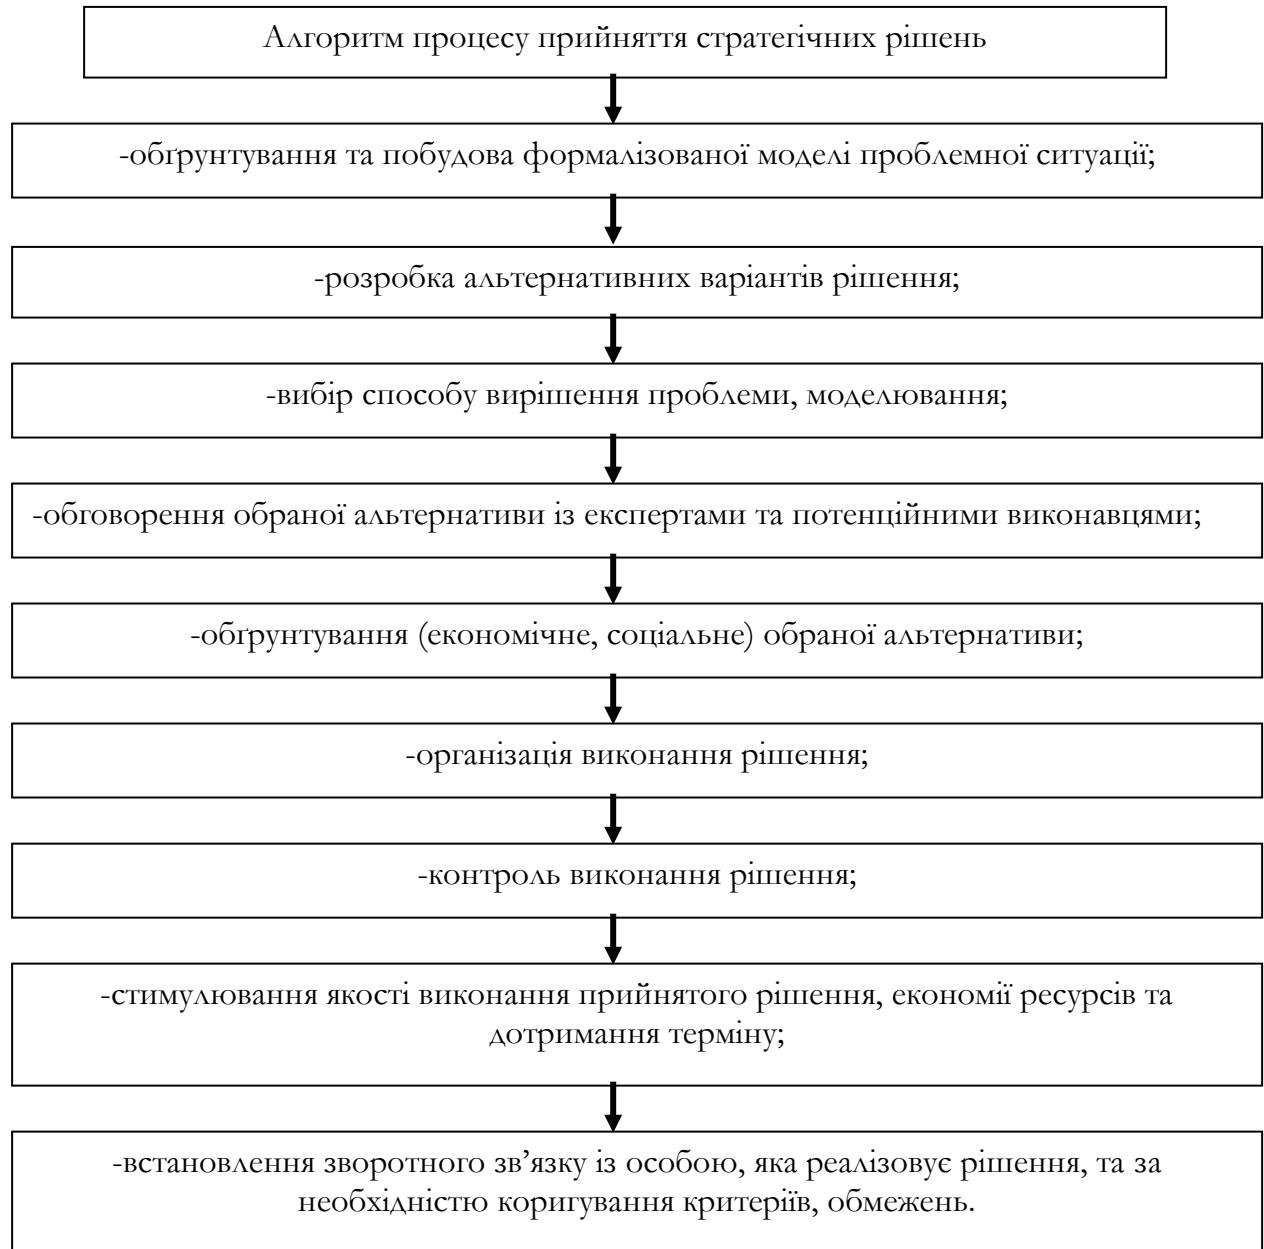 Алгоритм процесу прийняття стратегічних рішень
-обґрунтування та побудова формалізованої моделі проблемної ситуації;
-розробка альтернативних варіантів рішення;
-вибір способу вирішення проблеми, моделювання;
-обговорення обраної альтернативи із експертами та потенційними виконавцями;
-обґрунтування (економічне, соціальне) обраної альтернативи;
-організація виконання рішення;
-контроль виконання рішення;
-стимулювання якості виконання прийнятого рішення, економії ресурсів та
дотримання терміну;
-встановлення зворотного зв’язку із особою, яка реалізовує рішення, та за
необхідністю коригування критеріїв, обмежень.